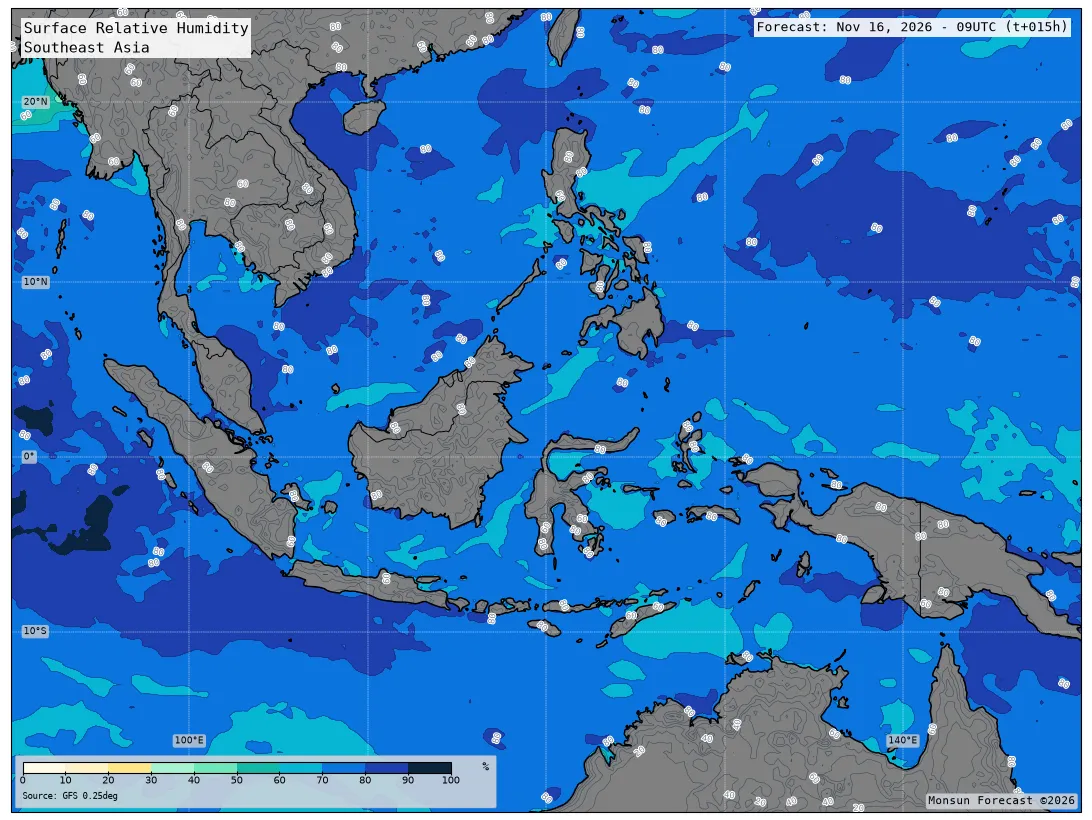 Surface Relative Humidity
Southeast Asia
Forecast: Nov 16, 2026 - 09UTC (t+015h)
20°N
10°N
0°
10°S
100°E
140°E
0 10 20 30 40 50 60 70 80 90 100 %
Source: GFS 0.25deg
Monsun Forecast ©2026